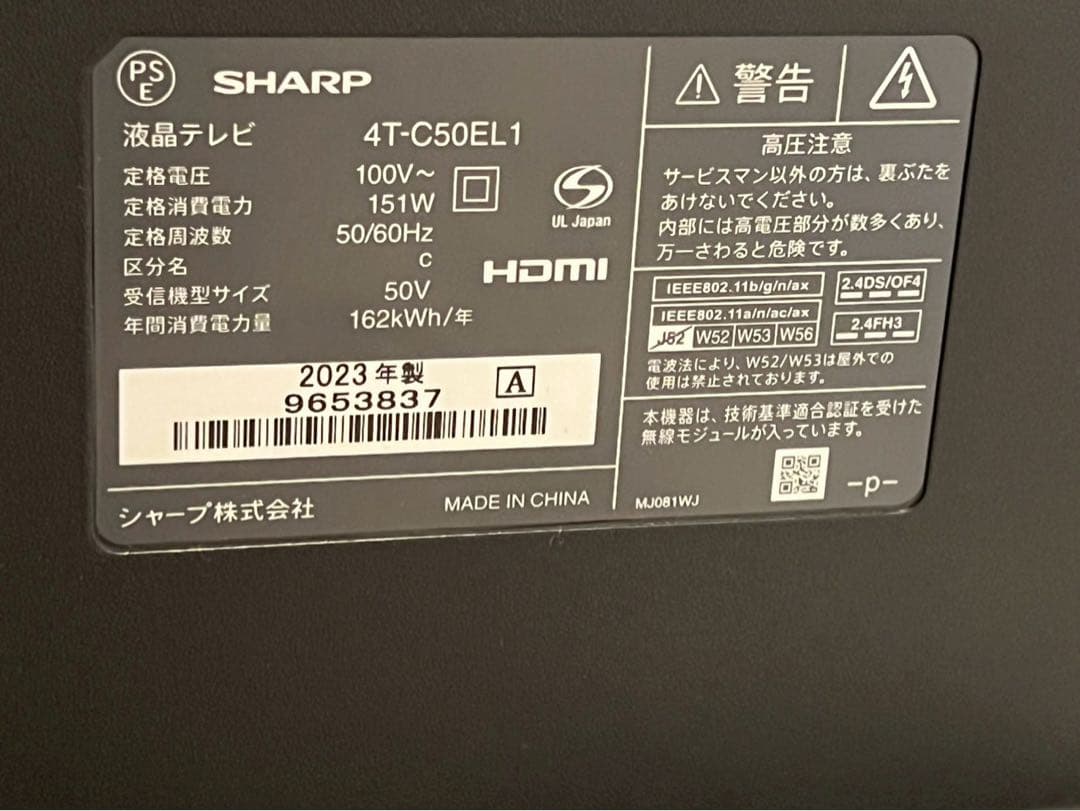 PSE
SHARP
液晶テレビ 4T-C50EL1
定格電圧 100V～
定格消費電力 151W
定格周波数 50/60Hz
区分名 C
受信機型サイズ 50V
年間消費電力量 162kWh/年
UL Japan
HDMI
2023年製 A
9653837
シャープ株式会社 MADE IN CHINA
警告
高圧注意
サービスマン以外の方は、裏ぶたを
あけないでください。
内部には高電圧部分が数多くあり、
万一さわると危険です。
IEEE802.11b/g/n/ax
IEEE802.11a/n/ac/ax
J52 W52 W53 W56
2.4DS/OF4
2.4FH3
電波法により、W52/W53は屋外での
使用は禁止されております。
本機器は、技術基準適合認証を受けた
無線モジュールが入っています。
MJ081WJ
-p-